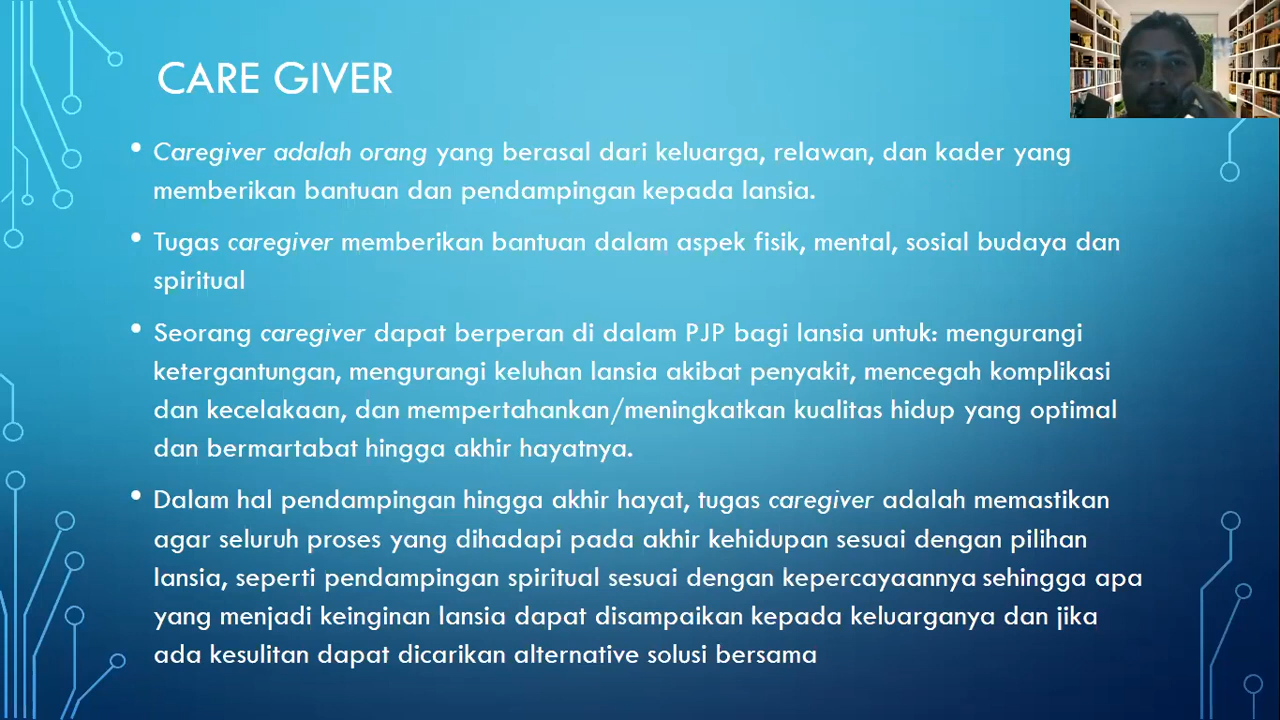 CARE GIVER
• Caregiver adalah orang yang berasal dari keluarga, relawan, dan kader yang
memberikan bantuan dan pendampingan kepada lansia.
• Tugas caregiver memberikan bantuan dalam aspek fisik, mental, sosial budaya dan
spiritual
• Seorang caregiver dapat berperan di dalam PJP bagi lansia untuk: mengurangi
ketergantungan, mengurangi keluhan lansia akibat penyakit, mencegah komplikasi
dan kecelakaan, dan mempertahankan/meningkatkan kualitas hidup yang optimal
dan bermartabat hingga akhir hayatnya.
• Dalam hal pendampingan hingga akhir hayat, tugas caregiver adalah memastikan
agar seluruh proses yang dihadapi pada akhir kehidupan sesuai dengan pilihan
lansia, seperti pendampingan spiritual sesuai dengan kepercayaannya sehingga apa
yang menjadi keinginan lansia dapat disampaikan kepada keluarganya dan jika
ada kesulitan dapat dicarikan alternative solusi bersama